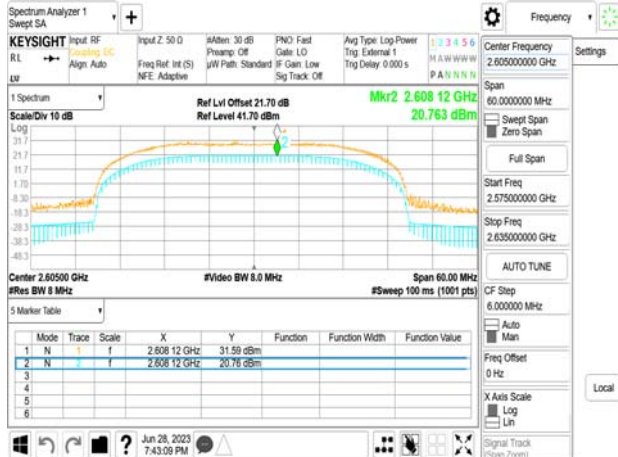 Spectrum Analyzer 1
Swept SA
Frequency
KEYSIGHT
RL
Input: RF
Coupling: DC
Align: Auto
Input Z: 50 Ω
Freq Ref: Int (S)
NFE: Adaptive
#Atten: 30 dB
Preamp: Off
µW Path: Standard
PNO: Fast
Gate: LO
IF Gain: Low
Sig Track: Off
Avg Type: Log-Power
Trig: External 1
Trig Delay: 0.000 s
1 2 3 4 5 6
M A W W W W
P A N N N N
1 Spectrum
Scale/Div 10 dB
Ref Lvl Offset 21.70 dB
Ref Level 41.70 dBm
Mkr2 2.608 12 GHz
20.763 dBm
Log
31.7
21.7
11.7
1.70
-8.30
-18.3
-28.3
-38.3
-48.3
2
Center 2.60500 GHz
#Res BW 8 MHz
#Video BW 8.0 MHz
Span 60.00 MHz
#Sweep 100 ms (1001 pts)
5 Marker Table
Mode Trace Scale X Y Function Function Width Function Value
1 N 1 f 2.608 12 GHz 31.59 dBm
2 N 2 f 2.608 12 GHz 20.76 dBm
3
4
5
6
?
Jun 28, 2023
7:43:09 PM
Center Frequency
2.605000000 GHz
Settings
Span
60.0000000 MHz
Swept Span
Zero Span
Full Span
Start Freq
2.575000000 GHz
Stop Freq
2.635000000 GHz
AUTO TUNE
CF Step
6.000000 MHz
Auto
Man
Freq Offset
0 Hz
X Axis Scale
Log
Lin
Local
Signal Track
(Span Zoom)